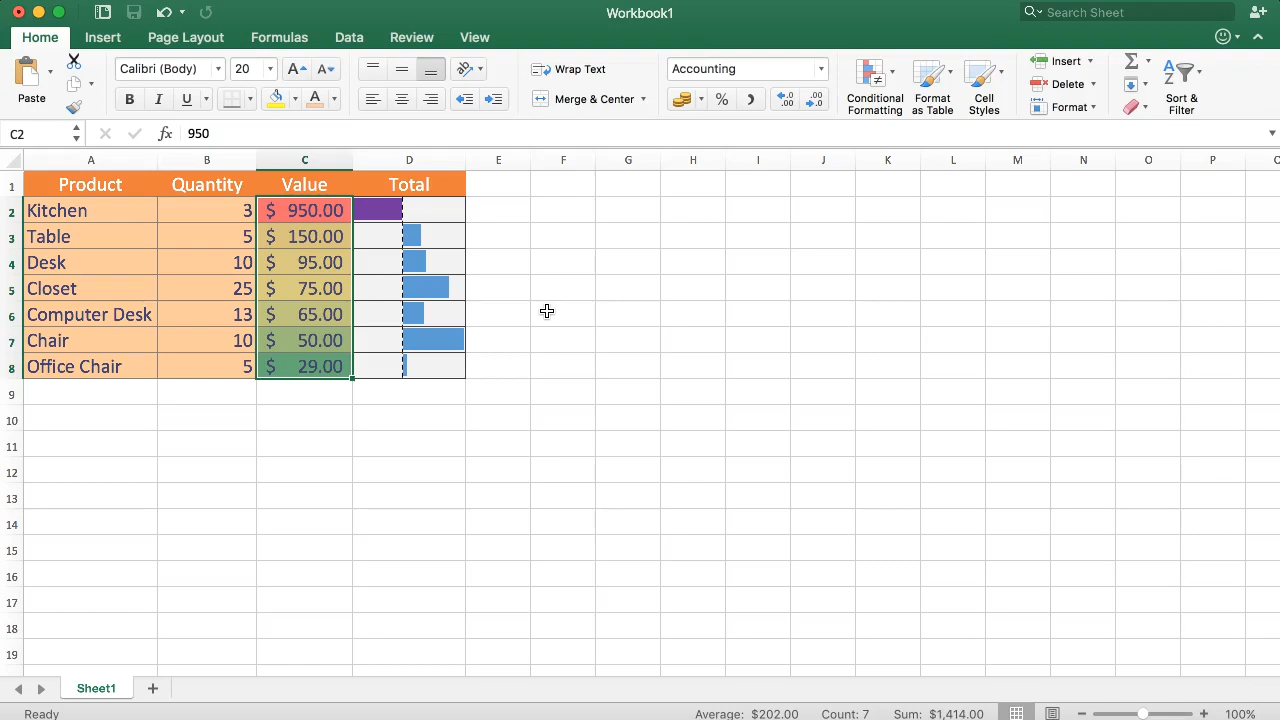 Workbook1
Search Sheet
Home Insert Page Layout Formulas Data Review View
Paste
Calibri (Body) 20 A A
B I U A
Wrap Text
Merge & Center
Accounting
%
Conditional Formatting
Format as Table
Cell Styles
Insert
Delete
Format
Sort & Filter
C2 fx 950
A B C D E F G H I J K L M N O P
1 Product Quantity Value Total
2 Kitchen 3 $ 950.00
3 Table 5 $ 150.00
4 Desk 10 $ 95.00
5 Closet 25 $ 75.00
6 Computer Desk 13 $ 65.00
7 Chair 10 $ 50.00
8 Office Chair 5 $ 29.00
9
10
11
12
13
14
15
16
17
18
19
Sheet1 +
Ready Average: $202.00 Count: 7 Sum: $1,414.00 − + 100%